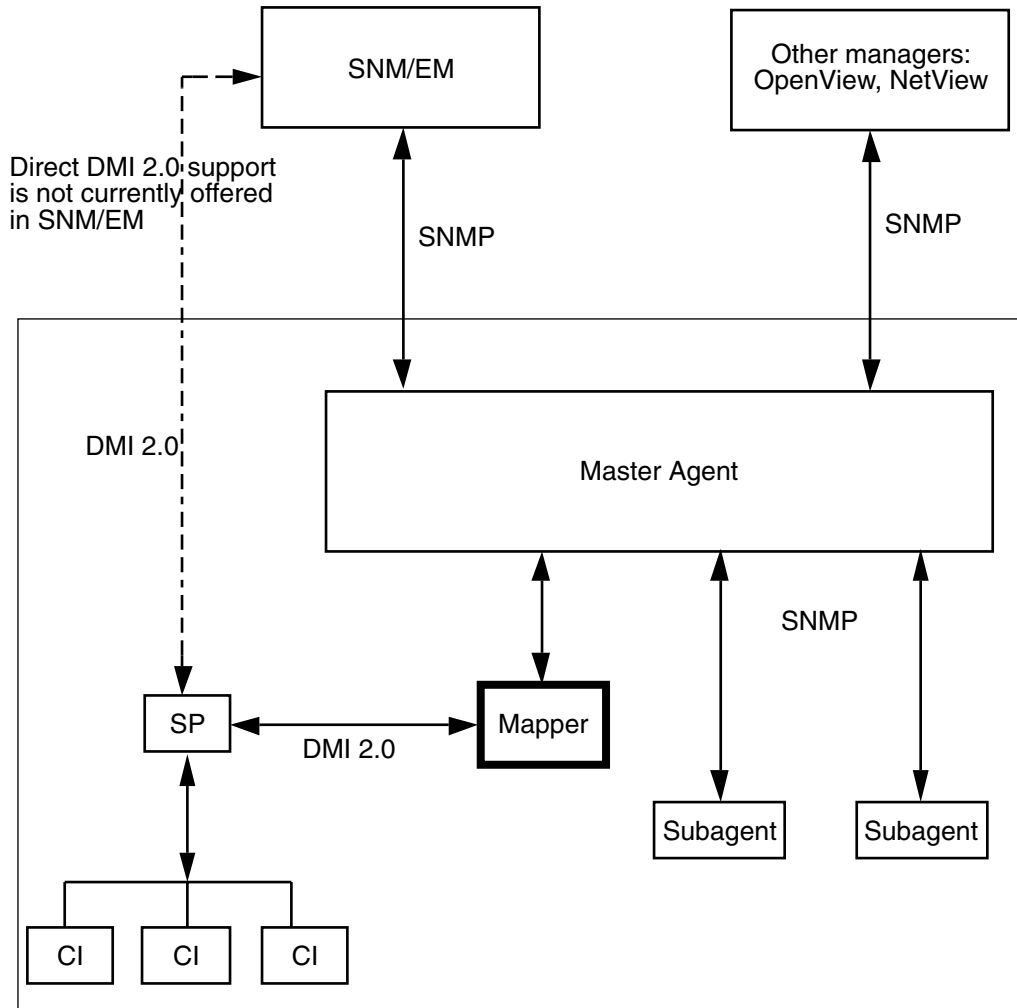 SNM/EM
Other managers:
OpenView, NetView
Direct DMI 2.0 support
is not currently offered
in SNM/EM
SNMP
SNMP
DMI 2.0
Master Agent
SNMP
SP
DMI 2.0
Mapper
Subagent
Subagent
CI
CI
CI